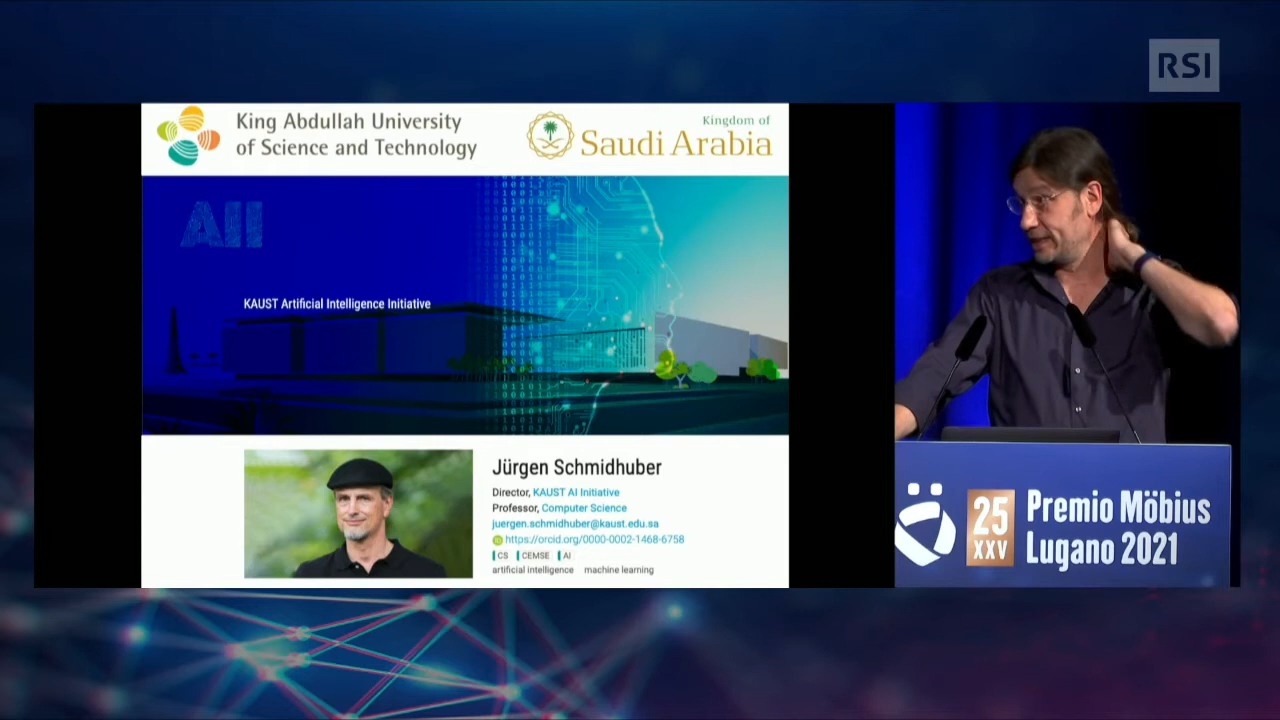 RSI
King Abdullah University
of Science and Technology
Kingdom of
Saudi Arabia
AII
KAUST Artificial Intelligence Initiative
Jürgen Schmidhuber
Director, KAUST AI Initiative
Professor, Computer Science
juergen.schmidhuber@kaust.edu.sa
iD https://orcid.org/0000-0002-1468-6758
CS CEMSE AI
artificial intelligence machine learning
25
XXV
Premio Möbius
Lugano 2021